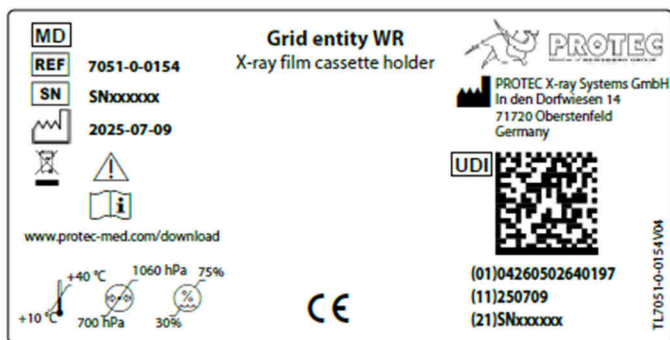 MD
REF 7051-0-0154
SN SNxxxxxx
2025-07-09
www.protec-med.com/download
+10 °C
+40 °C
700 hPa
1060 hPa
30%
%
75%
Grid entity WR
X-ray film cassette holder
CE
PROTEC
PROTEC X-ray Systems GmbH
In den Dorfwiesen 14
71720 Oberstenfeld
Germany
UDI
(01)04260502640197
(11)250709
(21)SNxxxxxx
TL7051-0-0154V04